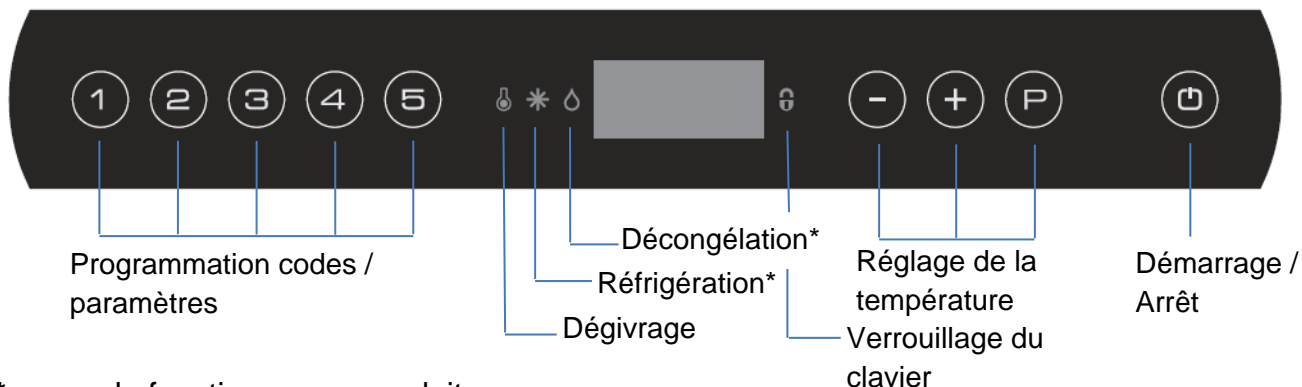 1 2 3 4 5 - + P
Décongélation*
Programmation codes /
paramètres
Réfrigération*
Dégivrage
Réglage de la
température
Démarrage /
Arrêt
Verrouillage du
clavier